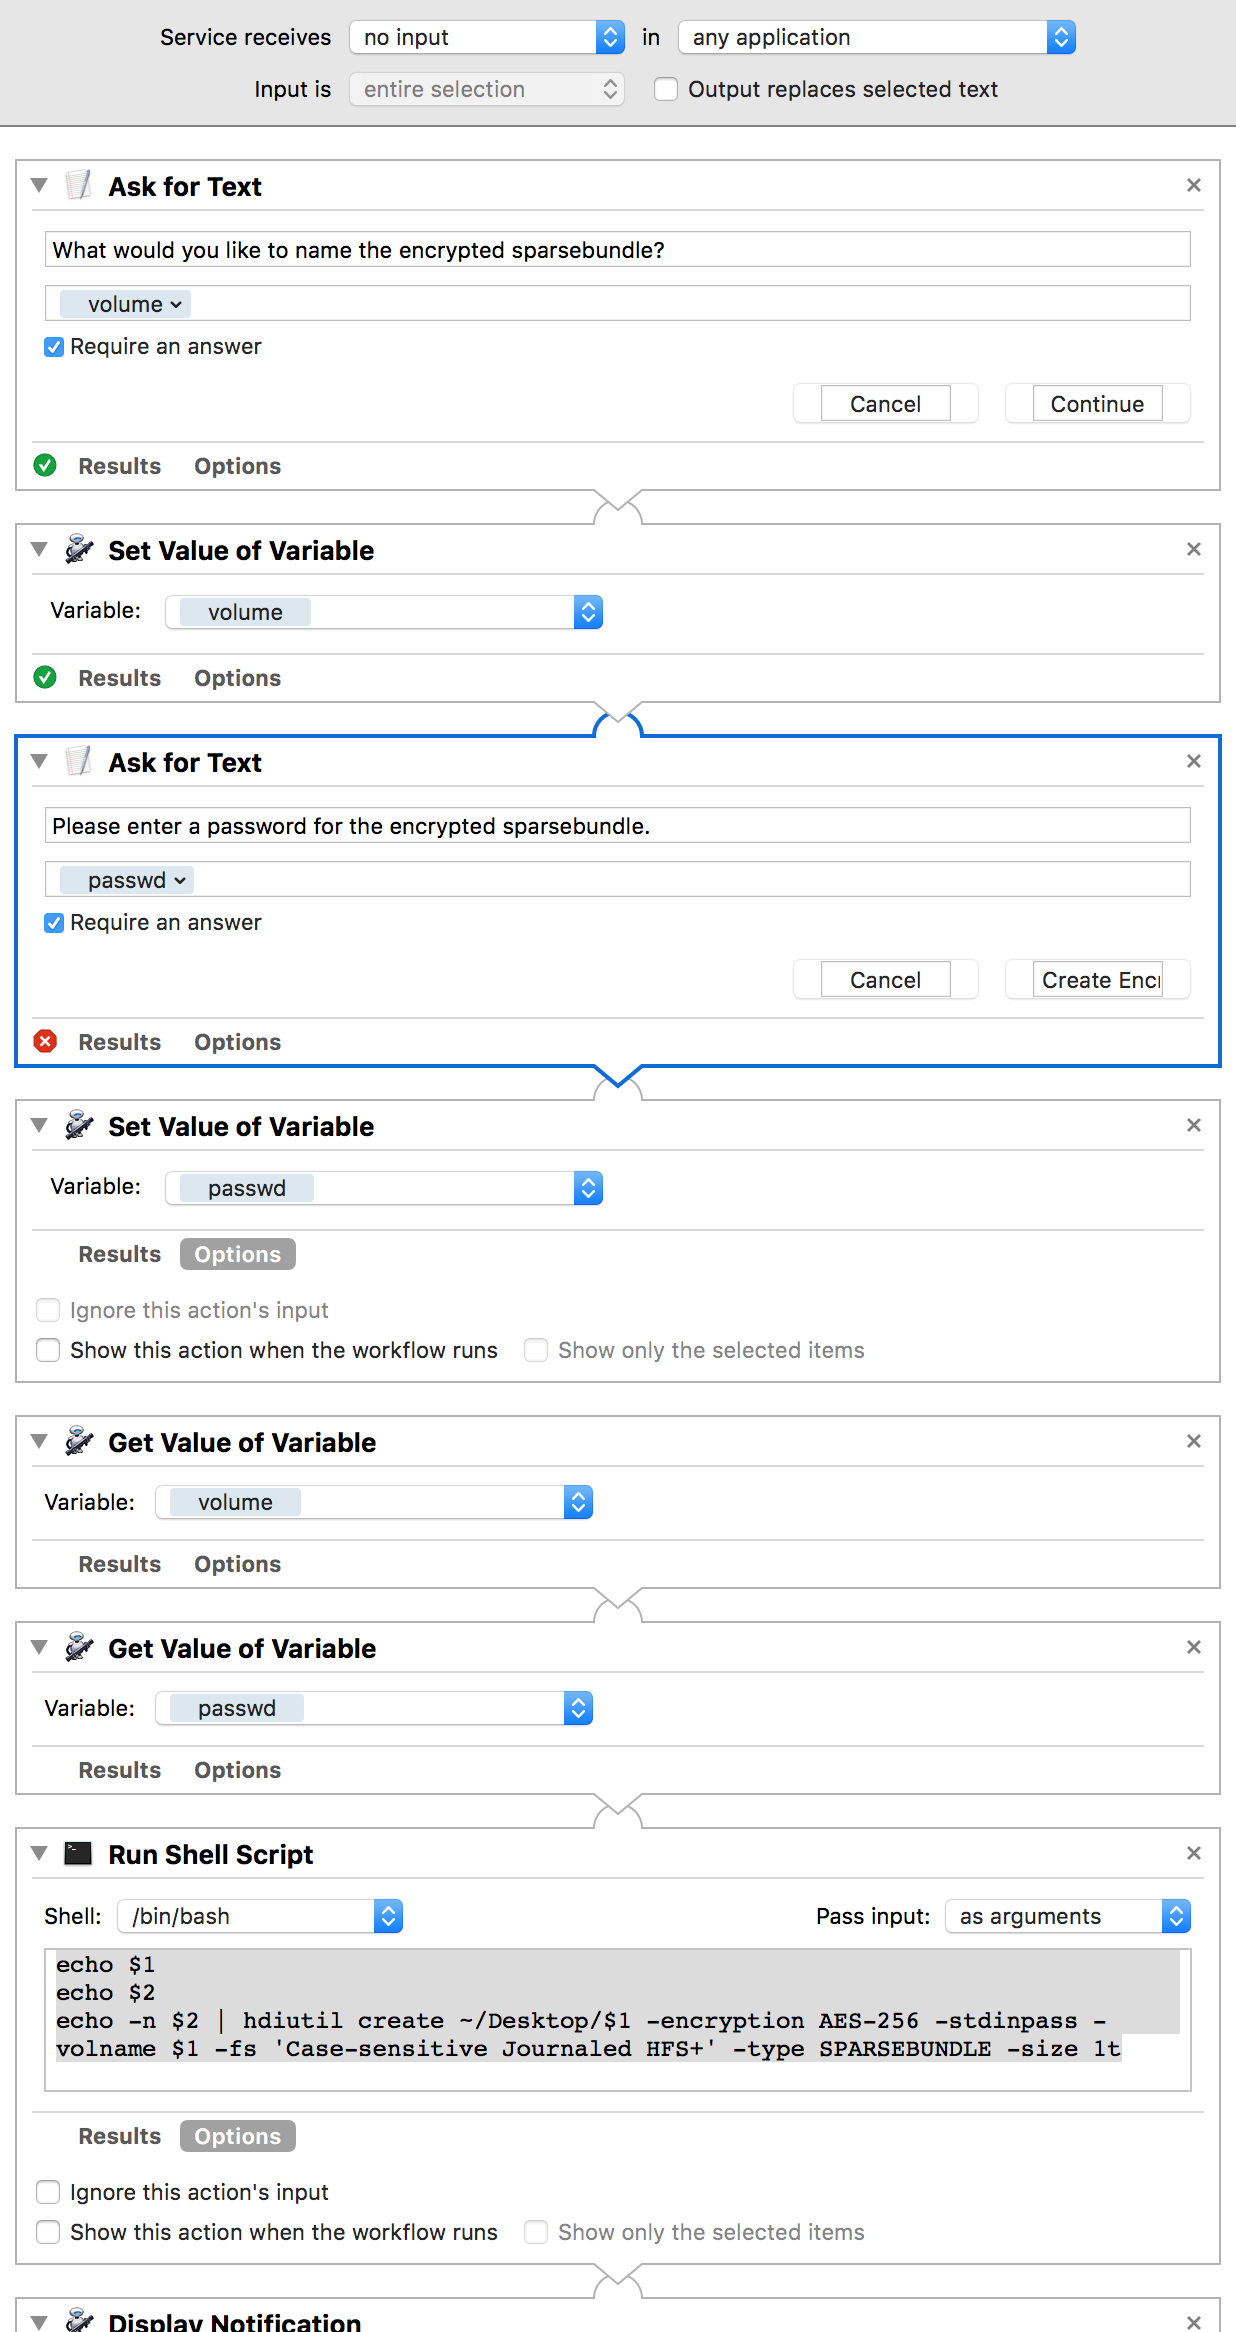 Service receives no input in any application
Input is entire selection Output replaces selected text
Ask for Text
What would you like to name the encrypted sparsebundle?
volume
Require an answer
Cancel Continue
Results Options
Set Value of Variable
Variable: volume
Results Options
Ask for Text
Please enter a password for the encrypted sparsebundle.
passwd
Require an answer
Cancel Create Encr
Results Options
Set Value of Variable
Variable: passwd
Results Options
Ignore this action's input
Show this action when the workflow runs Show only the selected items
Get Value of Variable
Variable: volume
Results Options
Get Value of Variable
Variable: passwd
Results Options
Run Shell Script
Shell: /bin/bash Pass input: as arguments
echo $1
echo $2
echo -n $2 | hdiutil create ~/Desktop/$1 -encryption AES-256 -stdinpass -
volname $1 -fs 'Case-sensitive Journaled HFS+' -type SPARSEBUNDLE -size 1t
Results Options
Ignore this action's input
Show this action when the workflow runs Show only the selected items
Display Notification